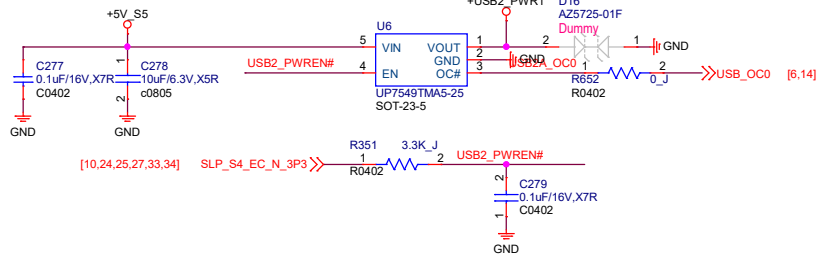 +5V_S5
+USB2_PWR1
D16
AZ5725-01F
Dummy
U6
5 VIN VOUT 1
GND 2 GND
4 EN OC# 3
UP7549TMA5-25
SOT-23-5
USB2_PWREN#
2 1 GND
USB2A_OC0
1 2
R652 0_J
R0402
USB_OC0 [6,14]
C277
0.1uF/16V,X7R
C0402
GND
1
2
C278
10uF/6.3V,X5R
c0805
GND
[10,24,25,27,33,34] SLP_S4_EC_N_3P3
R351 3.3K_J
1 2
R0402
USB2_PWREN#
2
1
C279
0.1uF/16V,X7R
C0402
GND